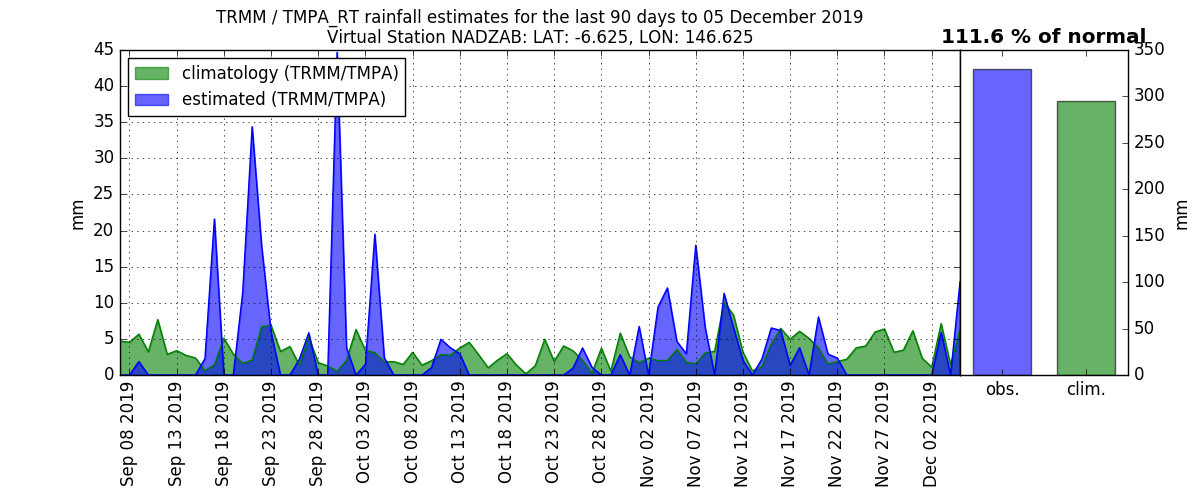 TRMM / TMPA_RT rainfall estimates for the last 90 days to 05 December 2019
Virtual Station NADZAB: LAT: -6.625, LON: 146.625
111.6 % of normal
climatology (TRMM/TMPA)
estimated (TRMM/TMPA)
45
40
35
30
25
20
15
10
5
0
mm
Sep 08 2019
Sep 13 2019
Sep 18 2019
Sep 23 2019
Sep 28 2019
Oct 03 2019
Oct 08 2019
Oct 13 2019
Oct 18 2019
Oct 23 2019
Oct 28 2019
Nov 02 2019
Nov 07 2019
Nov 12 2019
Nov 17 2019
Nov 22 2019
Nov 27 2019
Dec 02 2019
obs.
clim.
350
300
250
200
150
100
50
0
mm